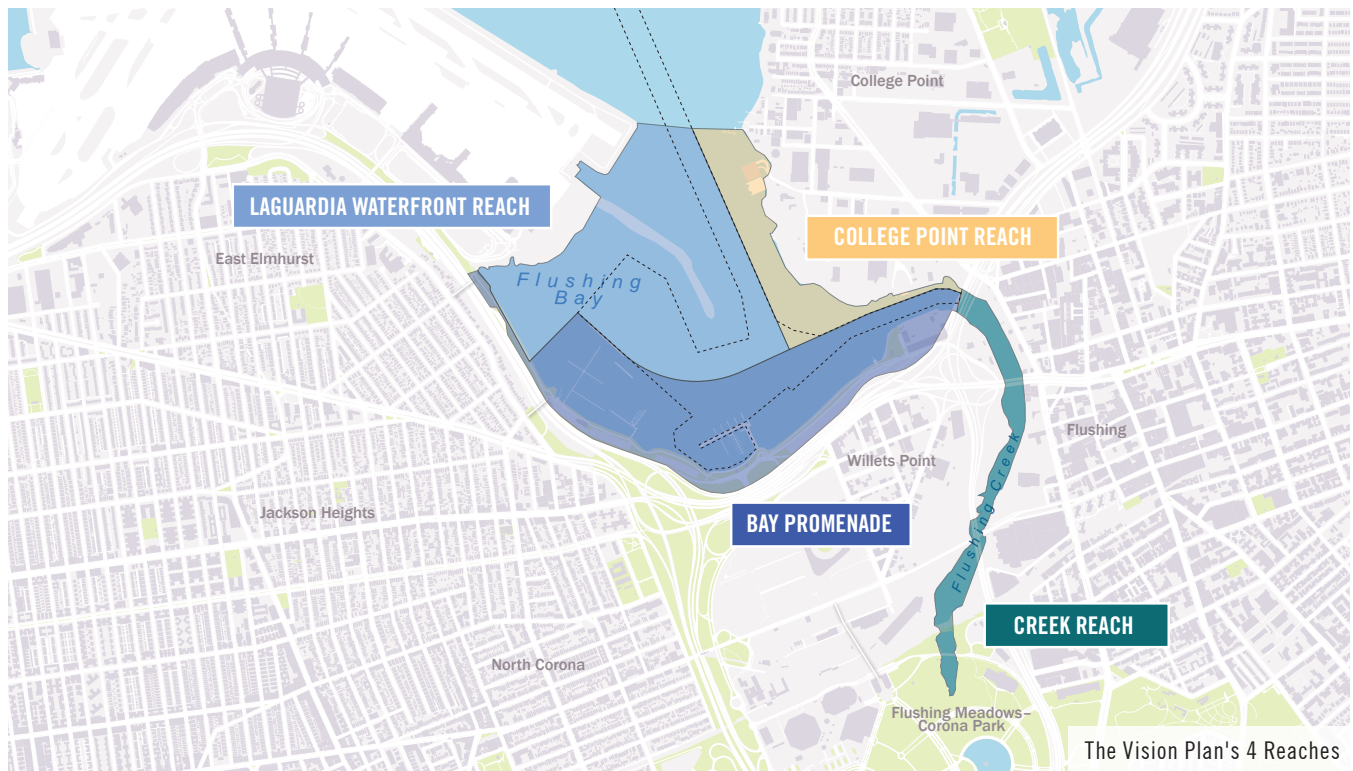 College Point
LAGUARDIA WATERFRONT REACH
COLLEGE POINT REACH
East Elmhurst
Flushing
Bay
Flushing
Willets Point
Jackson Heights
BAY PROMENADE
Flushing Creek
CREEK REACH
North Corona
Flushing Meadows–
Corona Park
The Vision Plan's 4 Reaches